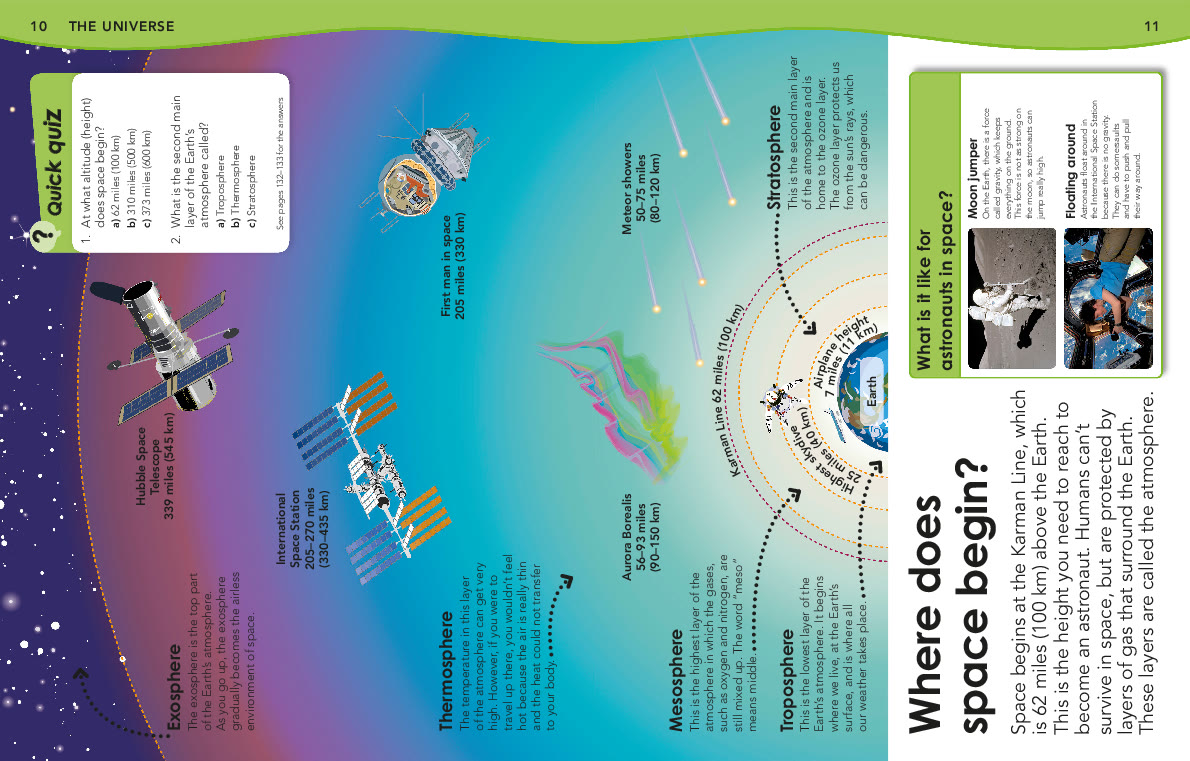 10 THE UNIVERSE
11
Where does
space begin?
Space begins at the Karman Line, which
is 62 miles (100 km) above the Earth.
This is the height you need to reach to
become an astronaut. Humans can’t
survive in space, but are protected by
layers of gas that surround the Earth.
These layers are called the atmosphere.
What is it like for
astronauts in space?
Moon jumper
On the Earth, there is a force
called gravity, which keeps
everything on the ground.
This force is not as strong on
the moon, so astronauts can
jump really high.
Floating around
Astronauts float around in
the International Space Station
because there is no gravity.
They can do somersaults
and have to push and pull
their way around.
? Quick quiz
1. At what altitude (height)
does space begin?
a) 62 miles (100 km)
b) 310 miles (500 km)
c) 373 miles (600 km)
2. What is the second main
layer of the Earth’s
atmosphere called?
a) Troposphere
b) Thermosphere
c) Stratosphere
See pages 132–133 for the answers
Exosphere
The exosphere is the top part
of the Earth’s atmosphere.
As you go up, the exosphere
gradually becomes the airless
environment of space.
Hubble Space
Telescope
339 miles (545 km)
International
Space Station
205–270 miles
(330–435 km)
First man in space
205 miles (330 km)
Thermosphere
The temperature in this layer
of the atmosphere can get very
high. However, if you were to
travel up there, you wouldn’t feel
hot because the air is really thin
and the heat could not transfer
to your body.
Aurora Borealis
56–93 miles
(90–150 km)
Meteor showers
50–75 miles
(80–120 km)
Mesosphere
This is the highest layer of the
atmosphere in which the gases,
such as oxygen and nitrogen, are
still mixed up. The word “meso”
means middle.
Karman Line 62 miles (100 km)
Stratosphere
This is the second main layer
of the atmosphere and is
home to the ozone layer.
The ozone layer protects us
from the sun’s rays, which
can be dangerous.
Highest skydive
25 miles (40 km)
Airplane height
7 miles (11 km)
Troposphere
This is the lowest layer of the
Earth’s atmosphere. It begins
where we live, at the Earth’s
surface, and is where all
our weather takes place.
Earth